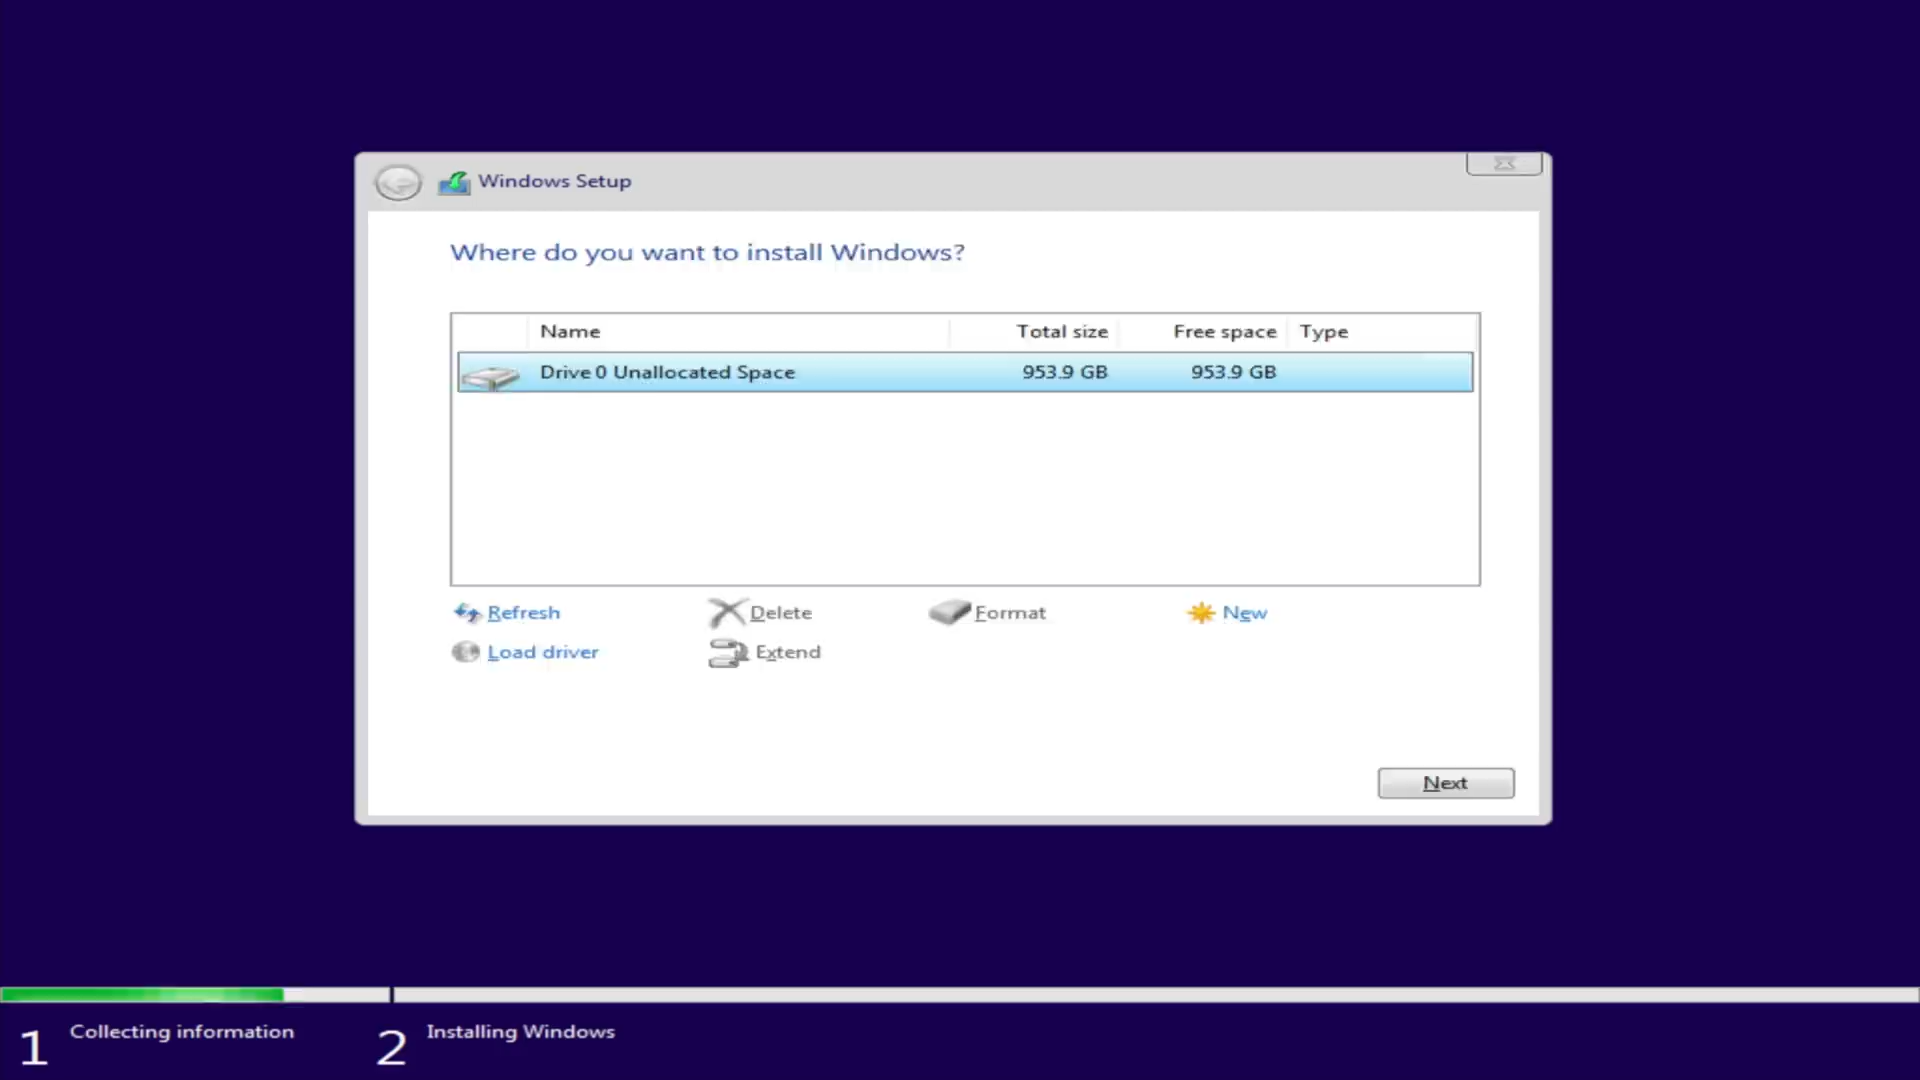 Windows Setup
Where do you want to install Windows?
Name Total size Free space Type
Drive 0 Unallocated Space 953.9 GB 953.9 GB
Refresh Delete Format New
Load driver Extend
Next
1 Collecting information 2 Installing Windows